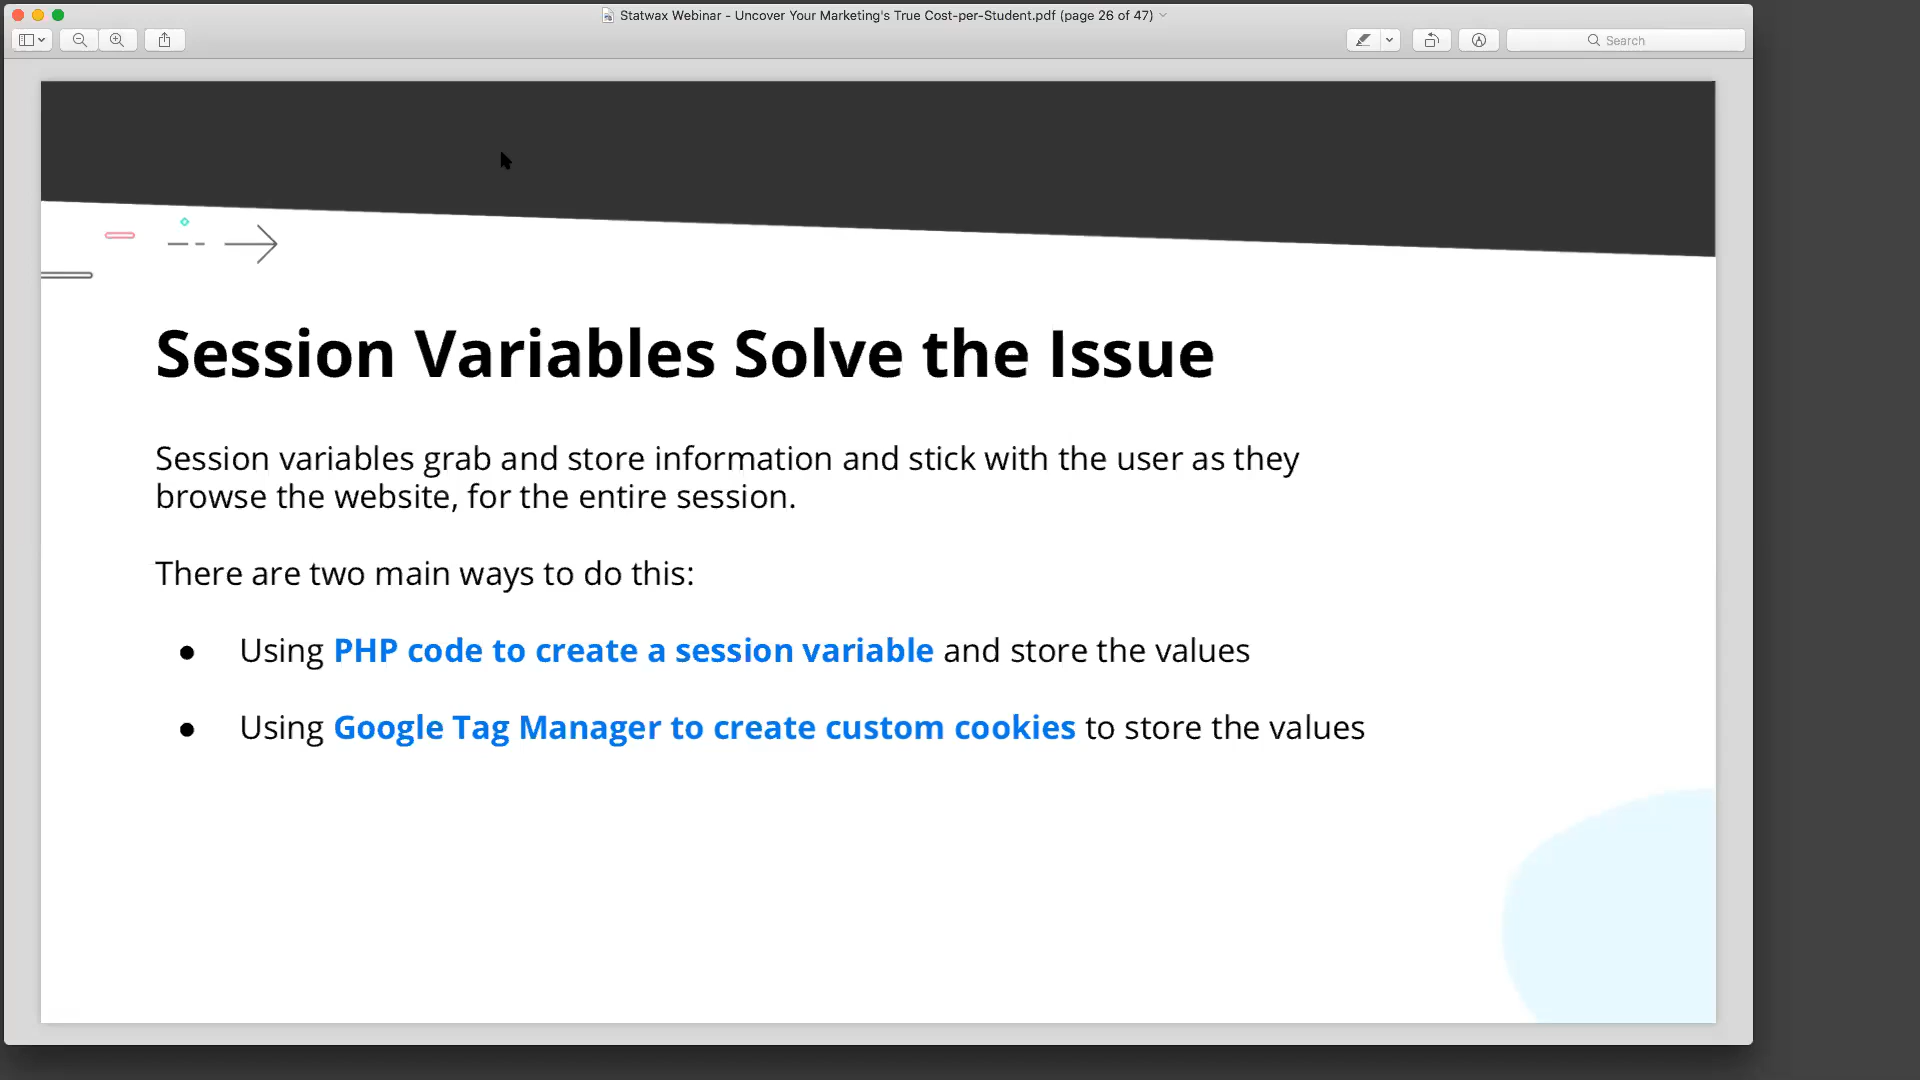 Statwax Webinar - Uncover Your Marketing's True Cost-per-Student.pdf (page 26 of 47)
Search
Session Variables Solve the Issue
Session variables grab and store information and stick with the user as they
browse the website, for the entire session.
There are two main ways to do this:
● Using PHP code to create a session variable and store the values
● Using Google Tag Manager to create custom cookies to store the values